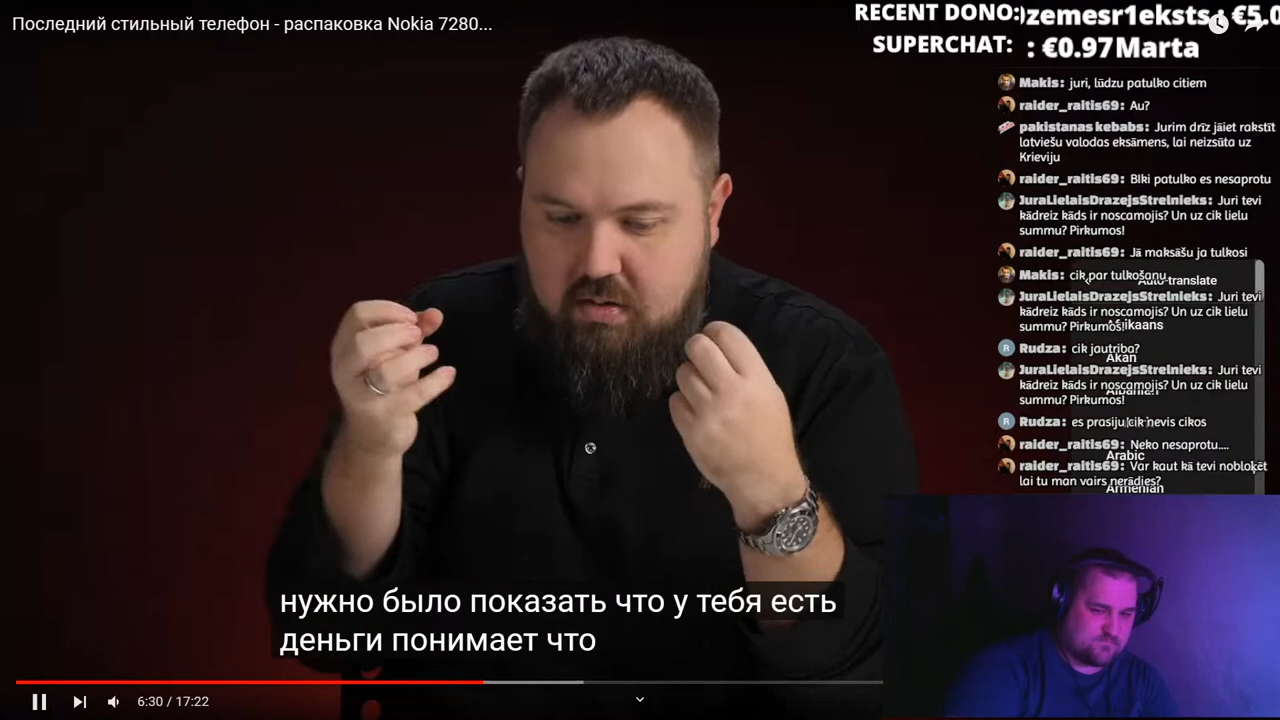 Последний стильный телефон - распаковка Nokia 7280...
RECENT DONO: zemesr1eksts : €5.0
SUPERCHAT: : €0.97 Marta
Makis: juri, lūdzu patulko citiem
raider_raitis69: Au?
pakistanas kebabs: Jurim drīz jāiet rakstīt
latviešu valodas eksāmens, lai neizsūta uz
Krieviju
raider_raitis69: Blki patulko es nesaprotu
JuraLielaisDrazejsStrelnieks: Juri tevi
kādreiz kāds ir noscamojis? Un uz cik lielu
summu? Pirkumos!
raider_raitis69: Jā maksāšu ja tulkosi
Makis: cik par tulkošanu
Auto-translate
JuraLielaisDrazejsStrelnieks: Juri tevi
kādreiz kāds ir noscamojis? Un uz cik lielu
summu? Pirkumos!
Afrikaans
Rudza: cik jautrība?
Akan
JuraLielaisDrazejsStrelnieks: Juri tevi
kādreiz kāds ir noscamojis? Un uz cik lielu
Albanian
summu? Pirkumos!
Rudza: es prasiju cik nevis cikos
raider_raitis69: Neko nesaprotu....
Arabic
raider_raitis69: Var kaut kā tevi nobloķēt
lai tu man vairs nerādies?
Armenian
нужно было показать что у тебя есть
деньги понимает что
6:30 / 17:22